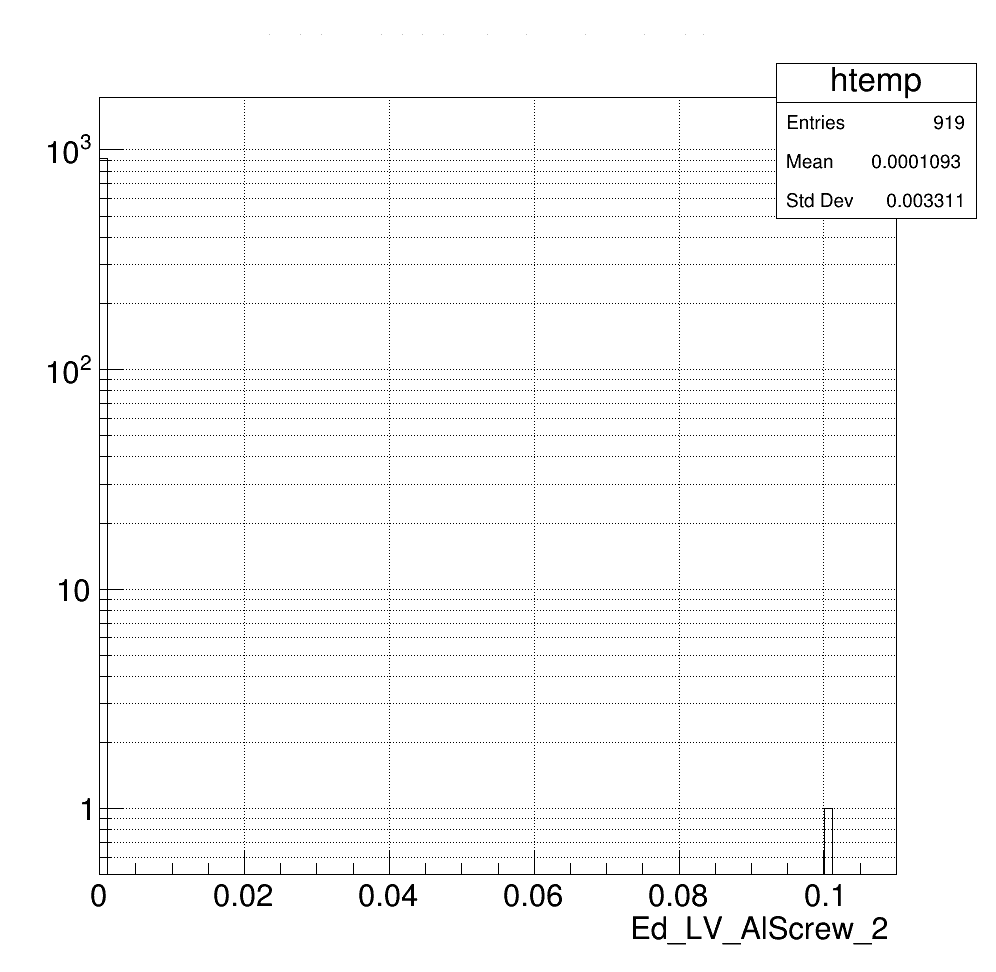 htemp
Entries 919
Mean 0.0001093
Std Dev 0.003311
10³
10²
10
1
0 0.02 0.04 0.06 0.08 0.1
Ed_LV_AlScrew_2